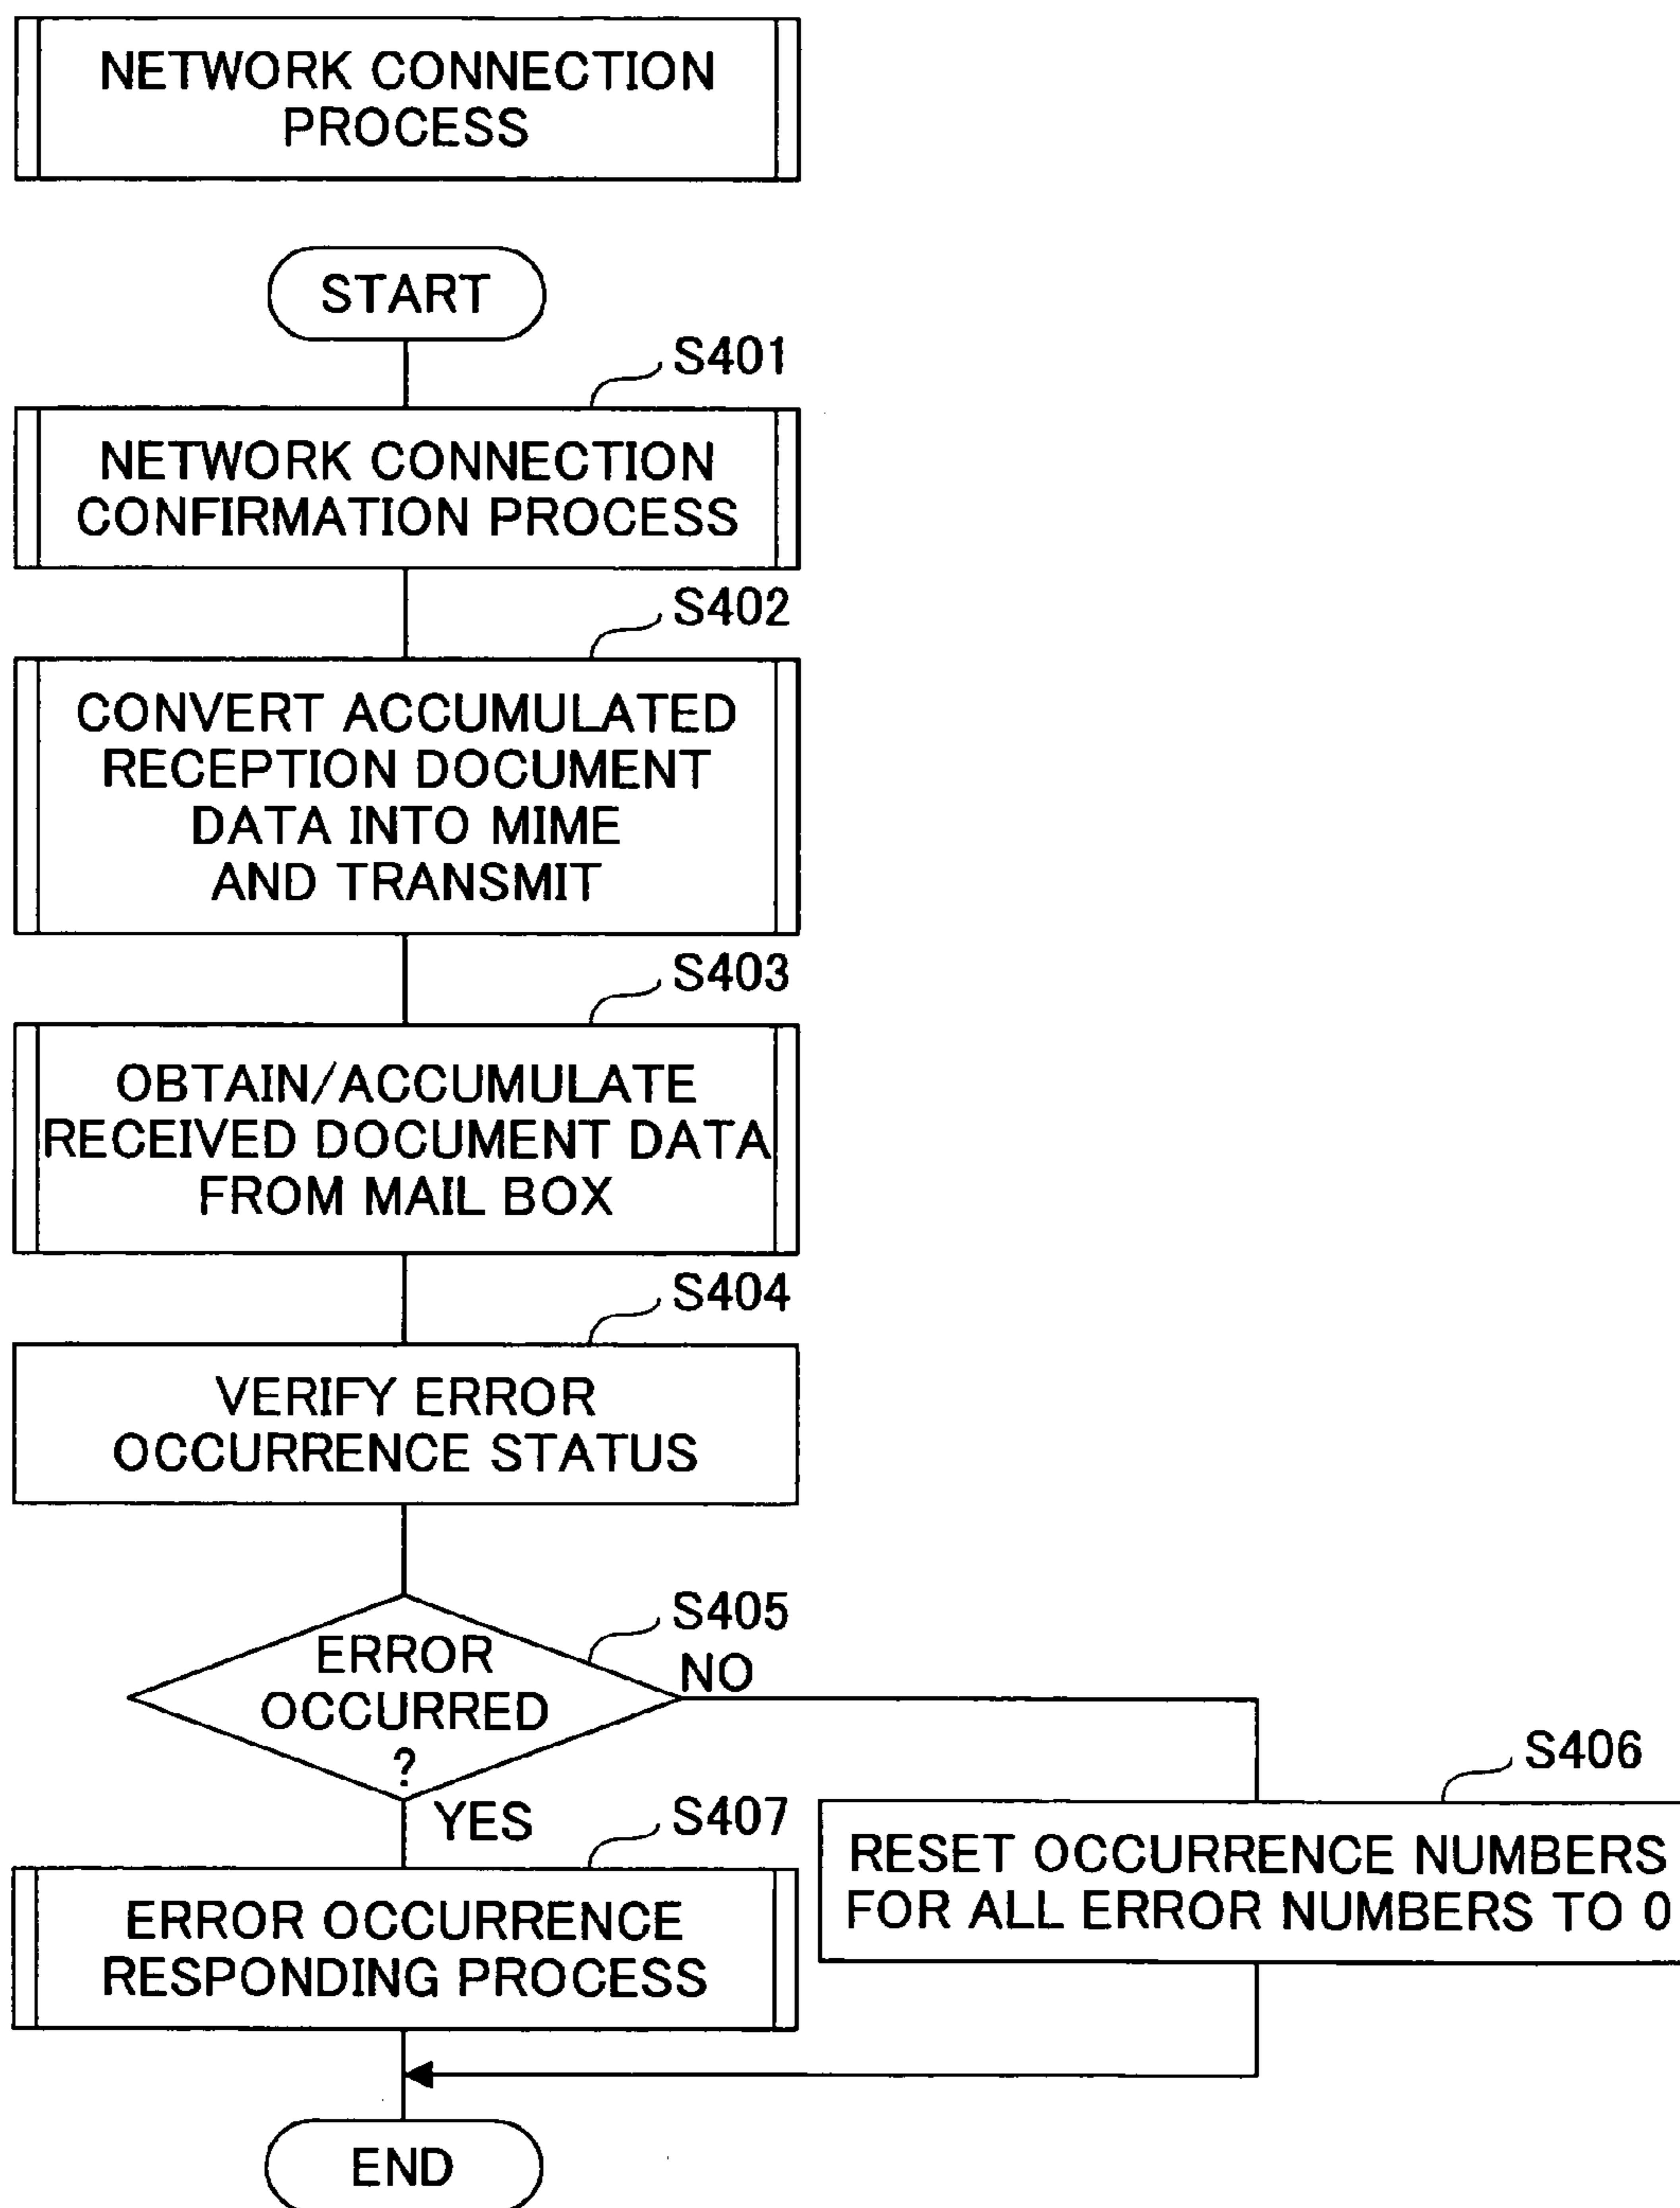 NETWORK CONNECTION
PROCESS
START
S401
NETWORK CONNECTION
CONFIRMATION PROCESS
S402
CONVERT ACCUMULATED
RECEPTION DOCUMENT
DATA INTO MIME
AND TRANSMIT
S403
OBTAIN/ACCUMULATE
RECEIVED DOCUMENT DATA
FROM MAIL BOX
S404
VERIFY ERROR
OCCURRENCE STATUS
S405
ERROR
OCCURRED
?
NO
YES
S406
RESET OCCURRENCE NUMBERS
FOR ALL ERROR NUMBERS TO 0
S407
ERROR OCCURRENCE
RESPONDING PROCESS
END